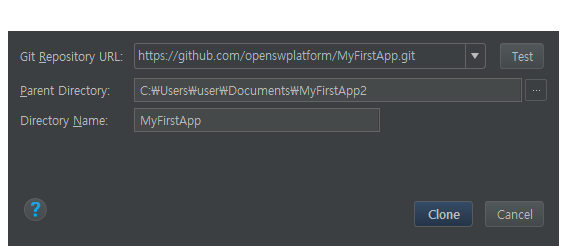 Git Repository URL: https://github.com/openswplatform/MyFirstApp.git Test
Parent Directory: C:₩Users₩user₩Documents₩MyFirstApp2 ...
Directory Name: MyFirstApp
? Clone Cancel